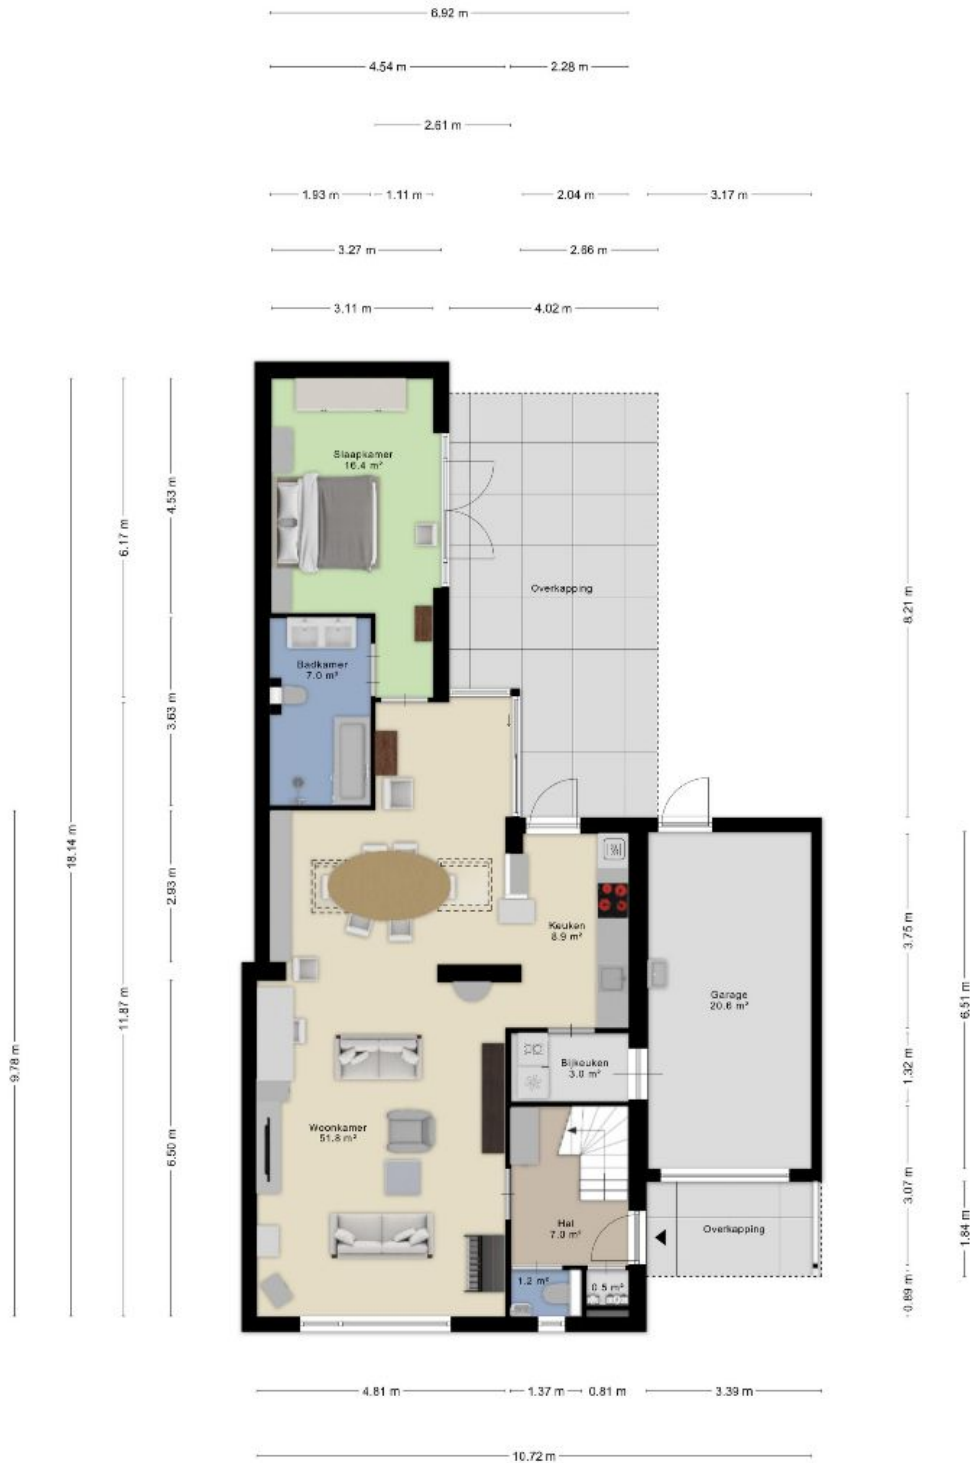 6.92 m
4.54 m
2.28 m
2.61 m
1.93 m
1.11 m
2.04 m
3.17 m
3.27 m
2.66 m
3.11 m
4.02 m
Slaapkamer
16.4 m²
4.53 m
6.17 m
Overkapping
8.21 m
Badkamer
7.0 m²
3.63 m
18.14 m
2.93 m
Keuken
8.9 m²
3.75 m
11.87 m
Garage
20.6 m²
6.51 m
9.78 m
Bijkeuken
3.0 m²
1.32 m
Woonkamer
51.8 m²
6.50 m
3.07 m
Hal
7.0 m²
Overkapping
1.84 m
1.2 m²
0.5 m²
0.89 m
4.81 m
1.37 m
0.81 m
3.39 m
10.72 m